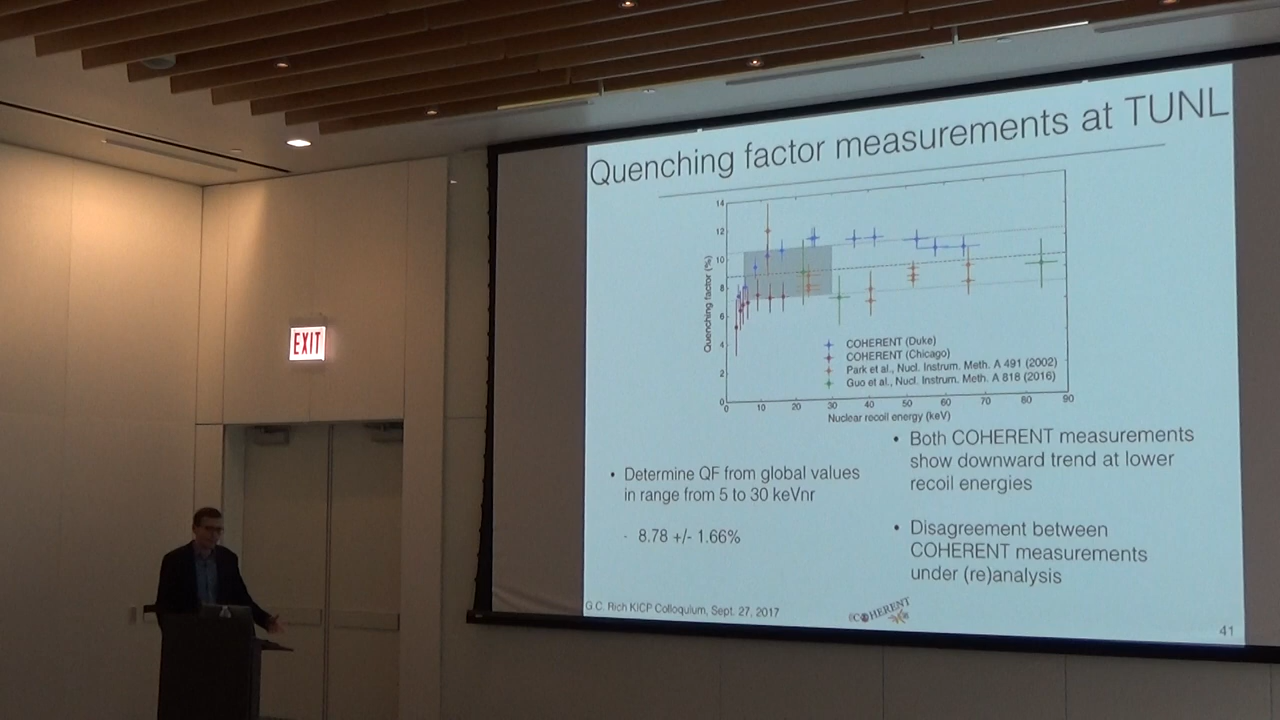 Quenching factor measurements at TUNL
14
12
10
8
6
4
2
0
Quenching factor (%)
0 10 20 30 40 50 60 70 80 90
Nuclear recoil energy (keV)
COHERENT (Duke)
COHERENT (Chicago)
Park et al., Nucl. Instrum. Meth. A 491 (2002)
Guo et al., Nucl. Instrum. Meth. A 818 (2016)
EXIT
• Determine QF from global values
in range from 5 to 30 keVnr
- 8.78 +/- 1.66%
• Both COHERENT measurements
show downward trend at lower
recoil energies
• Disagreement between
COHERENT measurements
under (re)analysis
G.C. Rich KICP Colloquium, Sept. 27, 2017
COHERENT
41